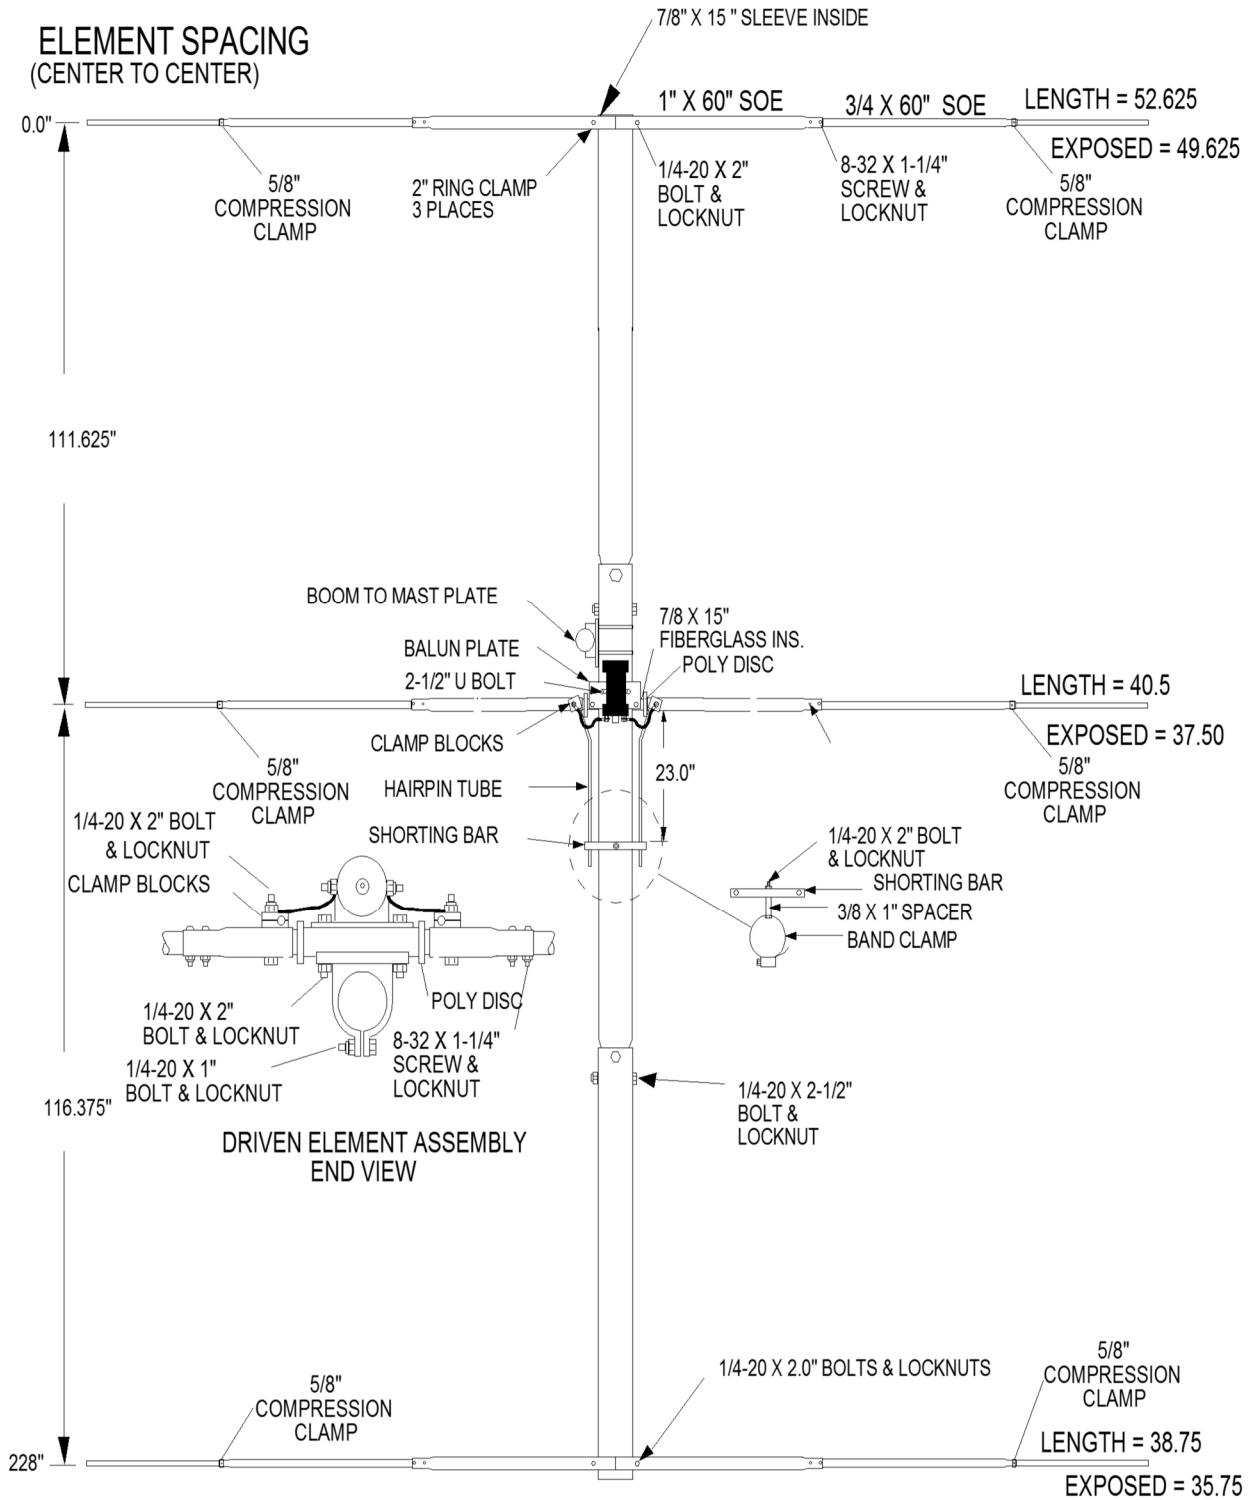 7/8" X 15 " SLEEVE INSIDE
ELEMENT SPACING
(CENTER TO CENTER)
1" X 60" SOE
3/4 X 60" SOE
LENGTH = 52.625
0.0"
EXPOSED = 49.625
5/8"
COMPRESSION
CLAMP
2" RING CLAMP
3 PLACES
1/4-20 X 2"
BOLT &
LOCKNUT
8-32 X 1-1/4"
SCREW &
LOCKNUT
5/8"
COMPRESSION
CLAMP
111.625"
BOOM TO MAST PLATE
BALUN PLATE
2-1/2" U BOLT
7/8 X 15"
FIBERGLASS INS.
POLY DISC
LENGTH = 40.5
EXPOSED = 37.50
CLAMP BLOCKS
5/8"
COMPRESSION
CLAMP
HAIRPIN TUBE
23.0"
5/8"
COMPRESSION
CLAMP
SHORTING BAR
1/4-20 X 2" BOLT
& LOCKNUT
CLAMP BLOCKS
1/4-20 X 2" BOLT
& LOCKNUT
SHORTING BAR
3/8 X 1" SPACER
BAND CLAMP
POLY DISC
1/4-20 X 2"
BOLT & LOCKNUT
1/4-20 X 1"
BOLT & LOCKNUT
8-32 X 1-1/4"
SCREW &
LOCKNUT
116.375"
1/4-20 X 2-1/2"
BOLT &
LOCKNUT
DRIVEN ELEMENT ASSEMBLY
END VIEW
5/8"
COMPRESSION
CLAMP
1/4-20 X 2.0" BOLTS & LOCKNUTS
5/8"
COMPRESSION
CLAMP
228"
LENGTH = 38.75
EXPOSED = 35.75